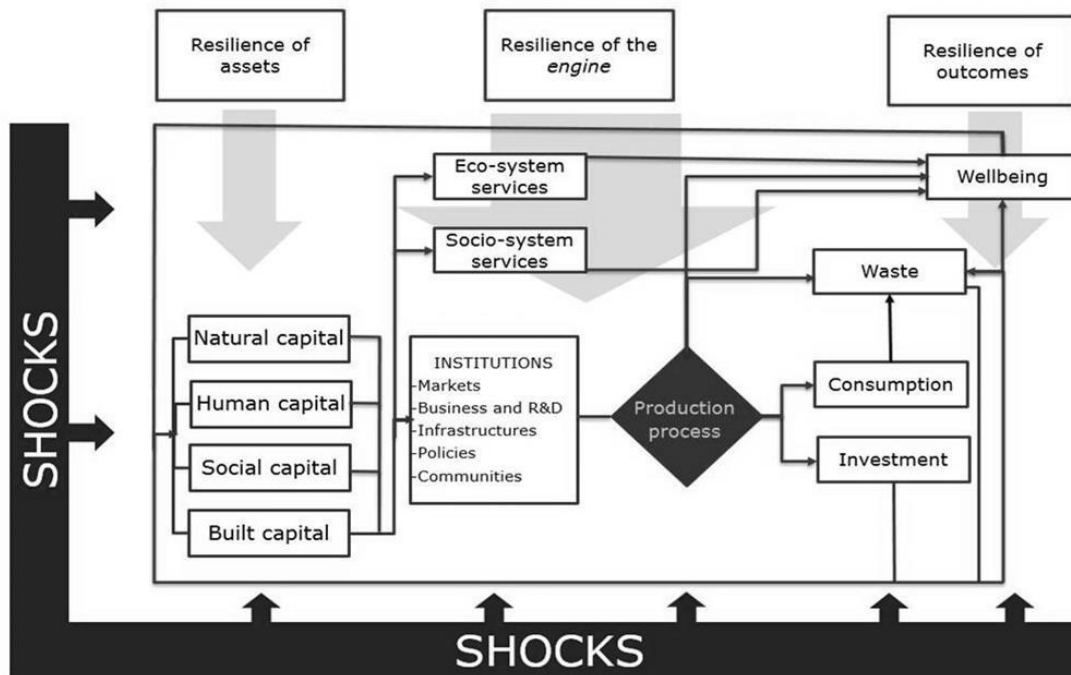 Resilience of
assets
Resilience of the
engine
Resilience of
outcomes
Eco-system
services
Wellbeing
Socio-system
services
Waste
Natural capital
Human capital
Social capital
Built capital
INSTITUTIONS
-Markets
-Business and R&D
-Infrastructures
-Policies
-Communities
Production
process
Consumption
Investment
SHOCKS
SHOCKS